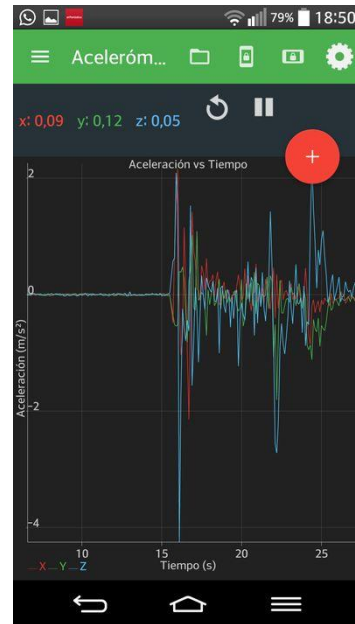 79% 18:50
Aceleróm...
x: 0,09 y: 0,12 z: 0,05
+
Aceleración vs Tiempo
2
0
-2
-4
Aceleración (m/s²)
10 15 20 25
Tiempo (s)
X Y Z